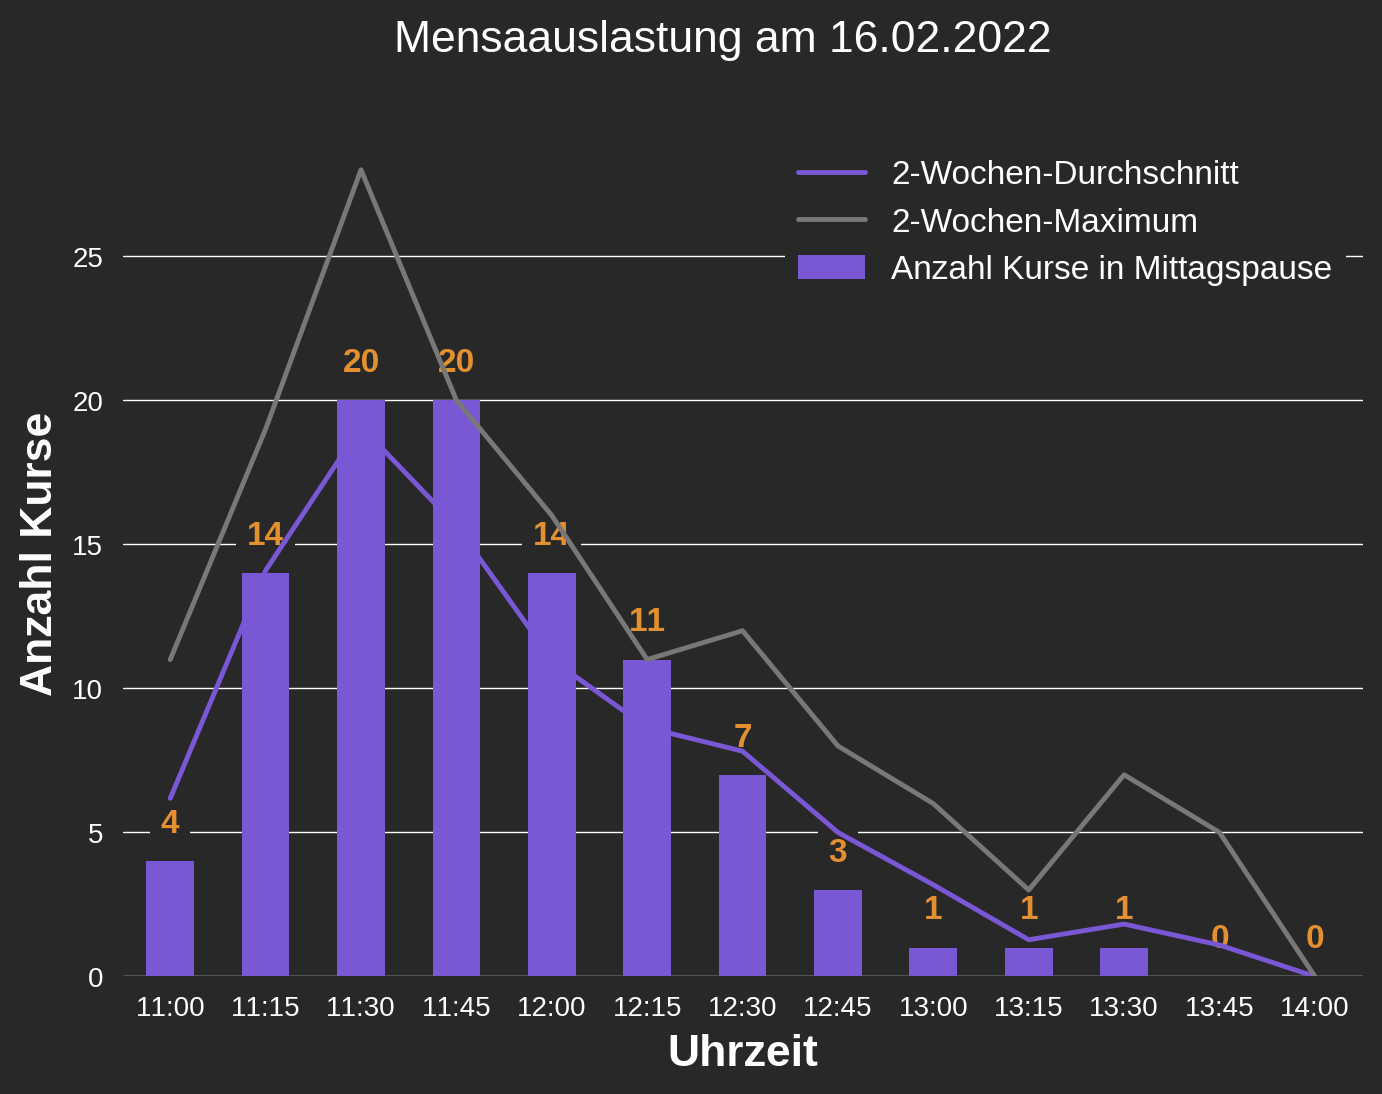 Mensaauslastung am 16.02.2022
2-Wochen-Durchschnitt
2-Wochen-Maximum
Anzahl Kurse in Mittagspause
Anzahl Kurse
25
20
15
10
5
0
4
14
20
20
14
11
7
3
1
1
1
0
0
11:00 11:15 11:30 11:45 12:00 12:15 12:30 12:45 13:00 13:15 13:30 13:45 14:00
Uhrzeit